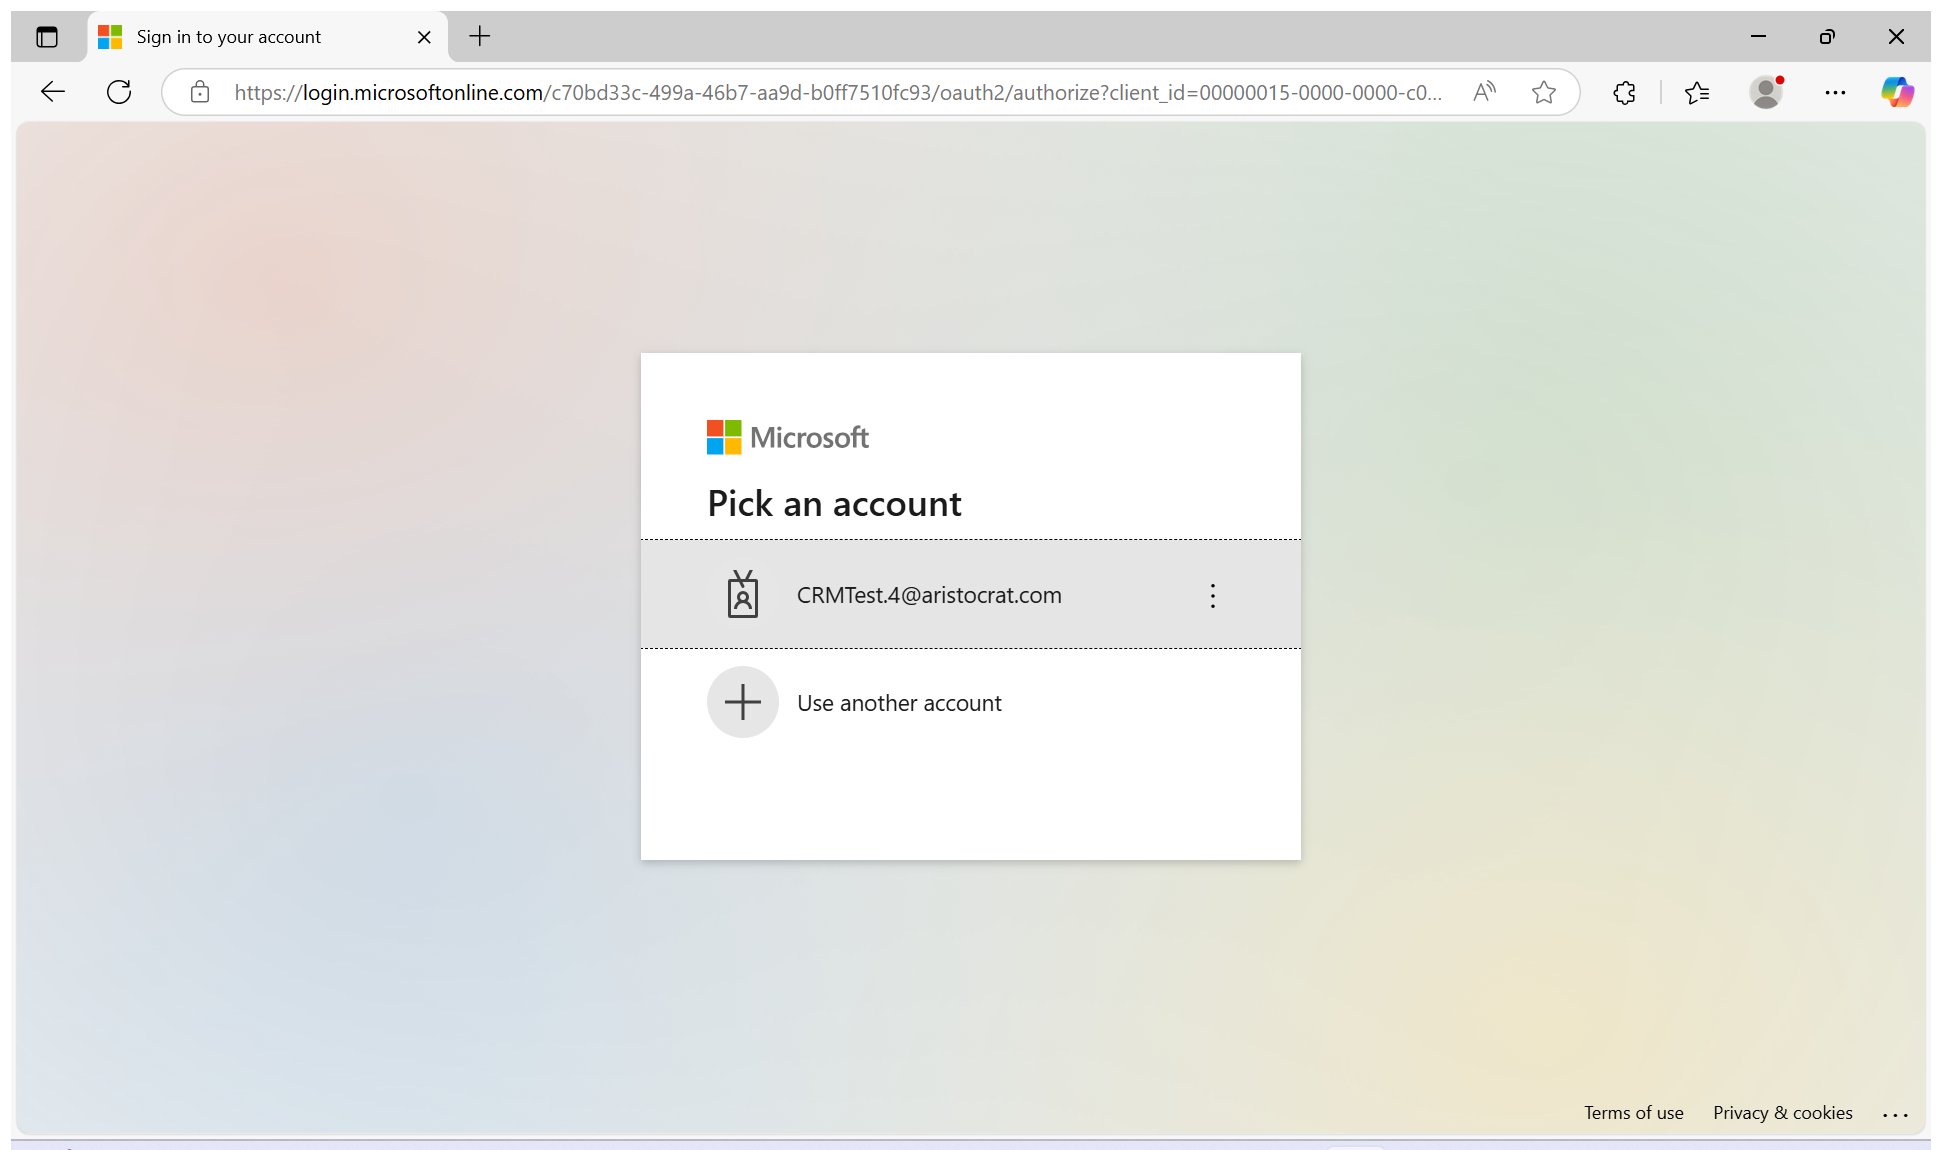 Sign in to your account
https://login.microsoftonline.com/c70bd33c-499a-46b7-aa9d-b0ff7510fc93/oauth2/authorize?client_id=00000015-0000-0000-c0...
Microsoft
Pick an account
CRMTest.4@aristocrat.com
Use another account
Terms of use
Privacy & cookies